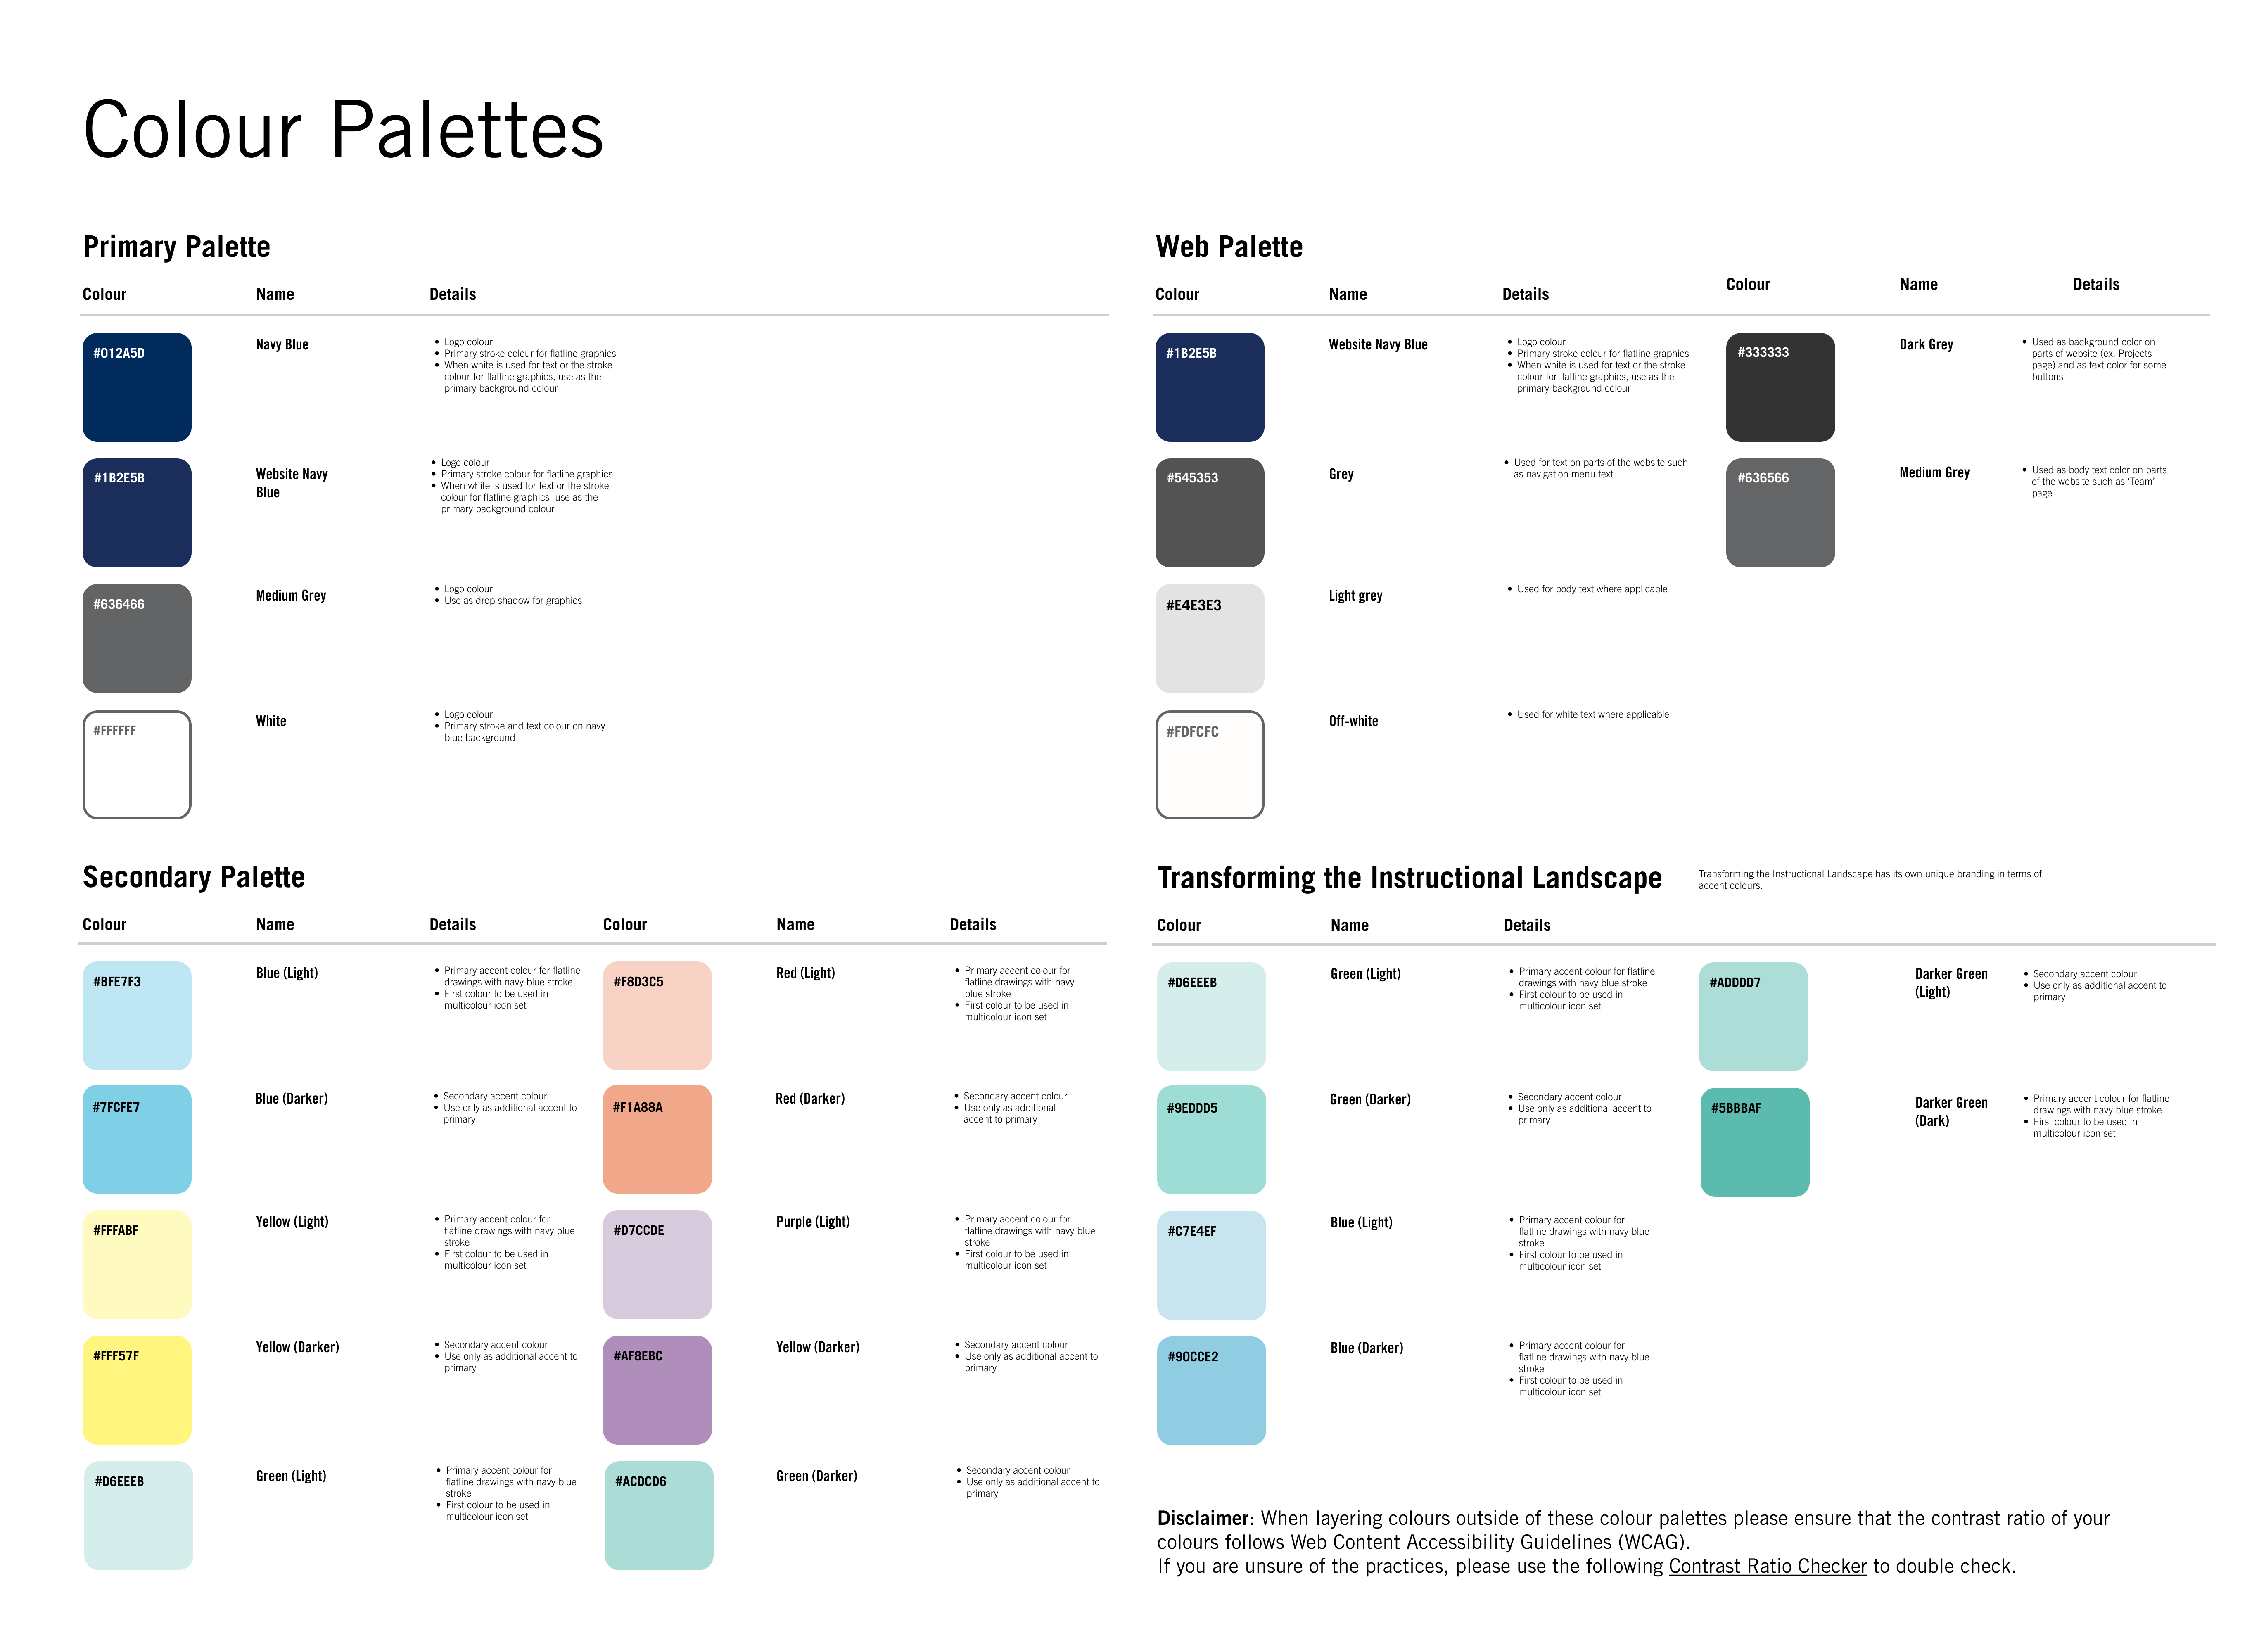 Colour Palettes
Primary Palette
Colour Name Details
#012A5D
Navy Blue
• Logo colour
• Primary stroke colour for flatline graphics
• When white is used for text or the stroke
colour for flatline graphics, use as the
primary background colour
#1B2E5B
Website Navy
Blue
• Logo colour
• Primary stroke colour for flatline graphics
• When white is used for text or the stroke
colour for flatline graphics, use as the
primary background colour
#636466
Medium Grey
• Logo colour
• Use as drop shadow for graphics
#FFFFFF
White
• Logo colour
• Primary stroke and text colour on navy
blue background
Web Palette
Colour Name Details
Colour Name Details
#1B2E5B
Website Navy Blue
• Logo colour
• Primary stroke colour for flatline graphics
• When white is used for text or the stroke
colour for flatline graphics, use as the
primary background colour
#333333
Dark Grey
• Used as background color on
parts of website (ex. Projects
page) and as text color for some
buttons
#545353
Grey
• Used for text on parts of the website such
as navigation menu text
#636566
Medium Grey
• Used as body text color on parts
of the website such as ‘Team’
page
#E4E3E3
Light grey
• Used for body text where applicable
#FDFCFC
Off-white
• Used for white text where applicable
Secondary Palette
Colour Name Details Colour Name Details
#BFE7F3
Blue (Light)
• Primary accent colour for flatline
drawings with navy blue stroke
• First colour to be used in
multicolour icon set
#F8D3C5
Red (Light)
• Primary accent colour for
flatline drawings with navy
blue stroke
• First colour to be used in
multicolour icon set
#7FCFE7
Blue (Darker)
• Secondary accent colour
• Use only as additional accent to
primary
#F1A88A
Red (Darker)
• Secondary accent colour
• Use only as additional
accent to primary
#FFFABF
Yellow (Light)
• Primary accent colour for
flatline drawings with navy blue
stroke
• First colour to be used in
multicolour icon set
#D7CCDE
Purple (Light)
• Primary accent colour for
flatline drawings with navy blue
stroke
• First colour to be used in
multicolour icon set
#FFF57F
Yellow (Darker)
• Secondary accent colour
• Use only as additional accent to
primary
#AF8EBC
Yellow (Darker)
• Secondary accent colour
• Use only as additional accent to
primary
#D6EEEB
Green (Light)
• Primary accent colour for
flatline drawings with navy blue
stroke
• First colour to be used in
multicolour icon set
#ACDCD6
Green (Darker)
• Secondary accent colour
• Use only as additional accent to
primary
Transforming the Instructional Landscape
Transforming the Instructional Landscape has its own unique branding in terms of
accent colours.
Colour Name Details
#D6EEEB
Green (Light)
• Primary accent colour for flatline
drawings with navy blue stroke
• First colour to be used in
multicolour icon set
#ADDDD7
Darker Green
(Light)
• Secondary accent colour
• Use only as additional accent to
primary
#9EDDD5
Green (Darker)
• Secondary accent colour
• Use only as additional accent to
primary
#5BBBAF
Darker Green
(Dark)
• Primary accent colour for flatline
drawings with navy blue stroke
• First colour to be used in
multicolour icon set
#C7E4EF
Blue (Light)
• Primary accent colour for
flatline drawings with navy blue
stroke
• First colour to be used in
multicolour icon set
#90CCE2
Blue (Darker)
• Primary accent colour for
flatline drawings with navy blue
stroke
• First colour to be used in
multicolour icon set
Disclaimer: When layering colours outside of these colour palettes please ensure that the contrast ratio of your
colours follows Web Content Accessibility Guidelines (WCAG).
If you are unsure of the practices, please use the following Contrast Ratio Checker to double check.